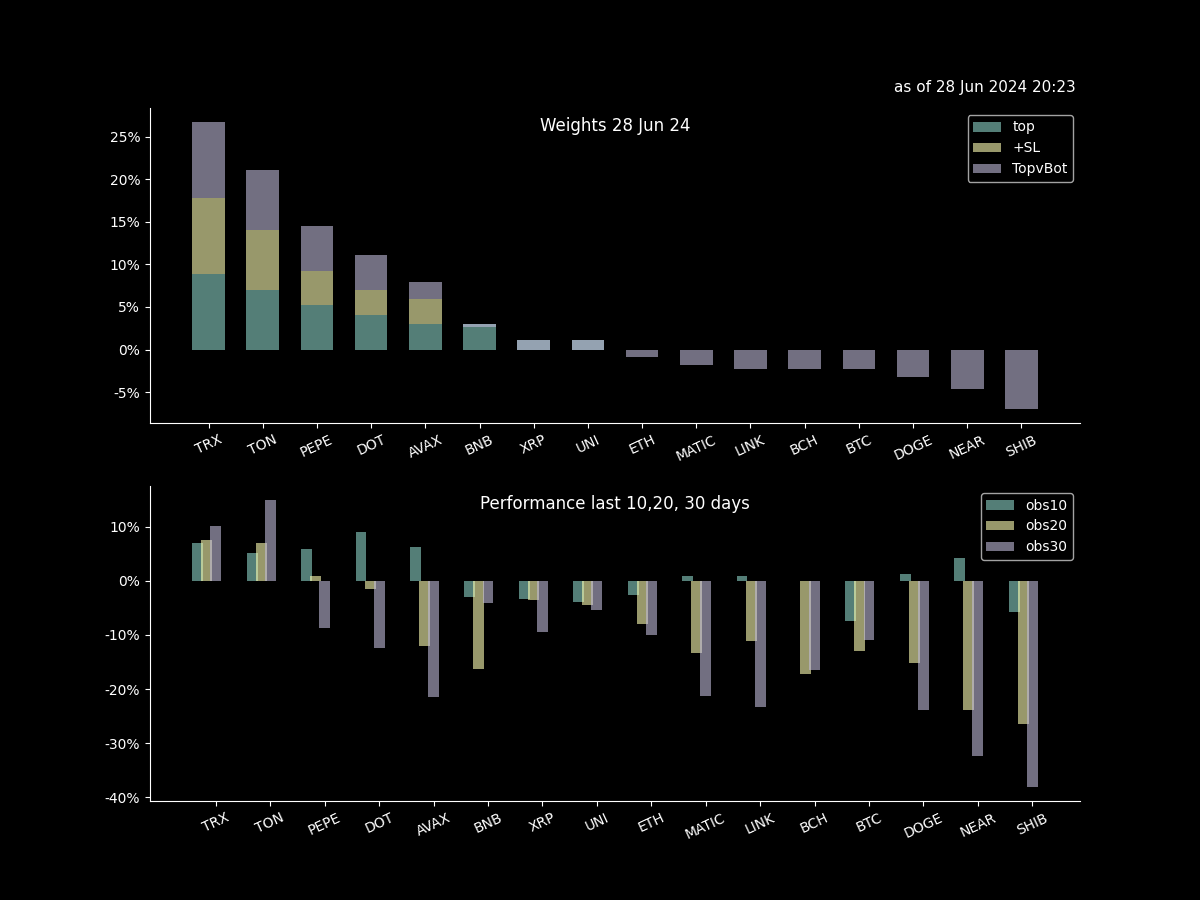 as of 28 Jun 2024 20:23
Weights 28 Jun 24
top
+SL
TopvBot
25%
20%
15%
10%
5%
0%
-5%
TRX TON PEPE DOT AVAX BNB XRP UNI ETH MATIC LINK BCH BTC DOGE NEAR SHIB
Performance last 10,20, 30 days
obs10
obs20
obs30
10%
0%
-10%
-20%
-30%
-40%
TRX TON PEPE DOT AVAX BNB XRP UNI ETH MATIC LINK BCH BTC DOGE NEAR SHIB